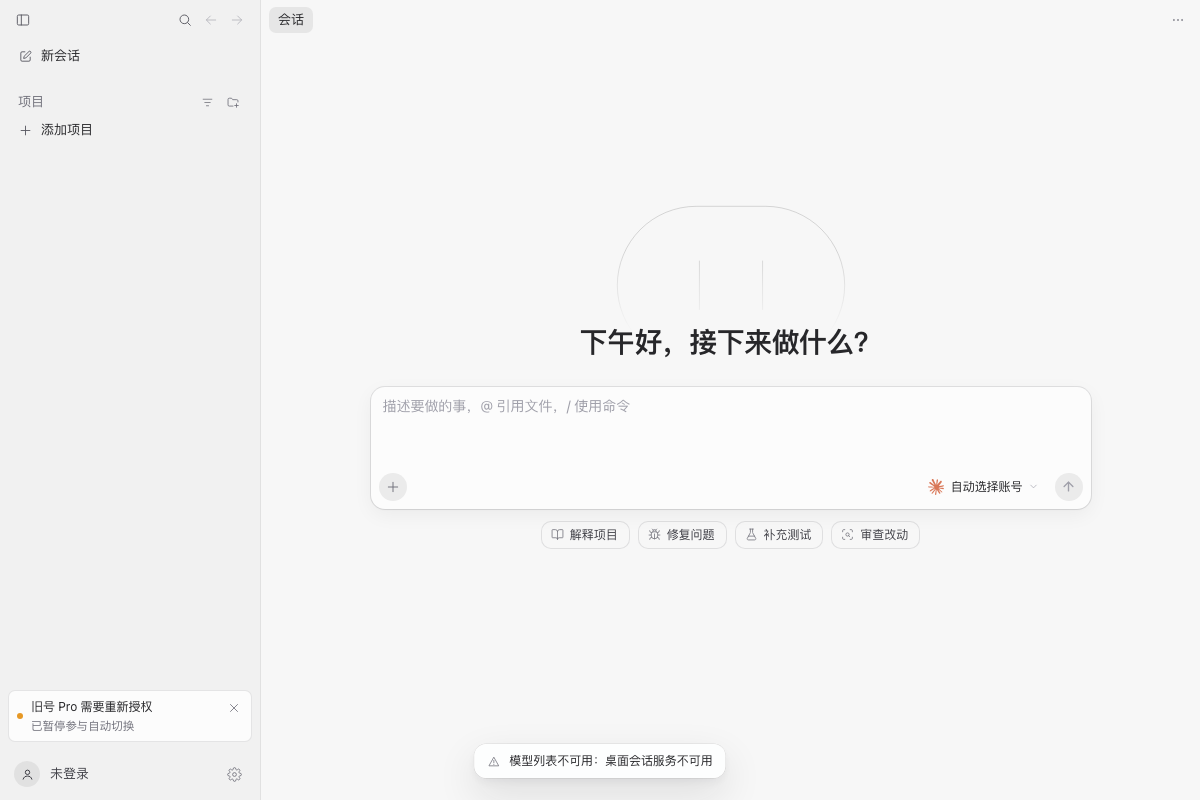 会话
新会话
项目
添加项目
下午好，接下来做什么?
描述要做的事，@ 引用文件，/ 使用命令
自动选择账号
解释项目
修复问题
补充测试
审查改动
旧号 Pro 需要重新授权
已暂停参与自动切换
未登录
模型列表不可用：桌面会话服务不可用